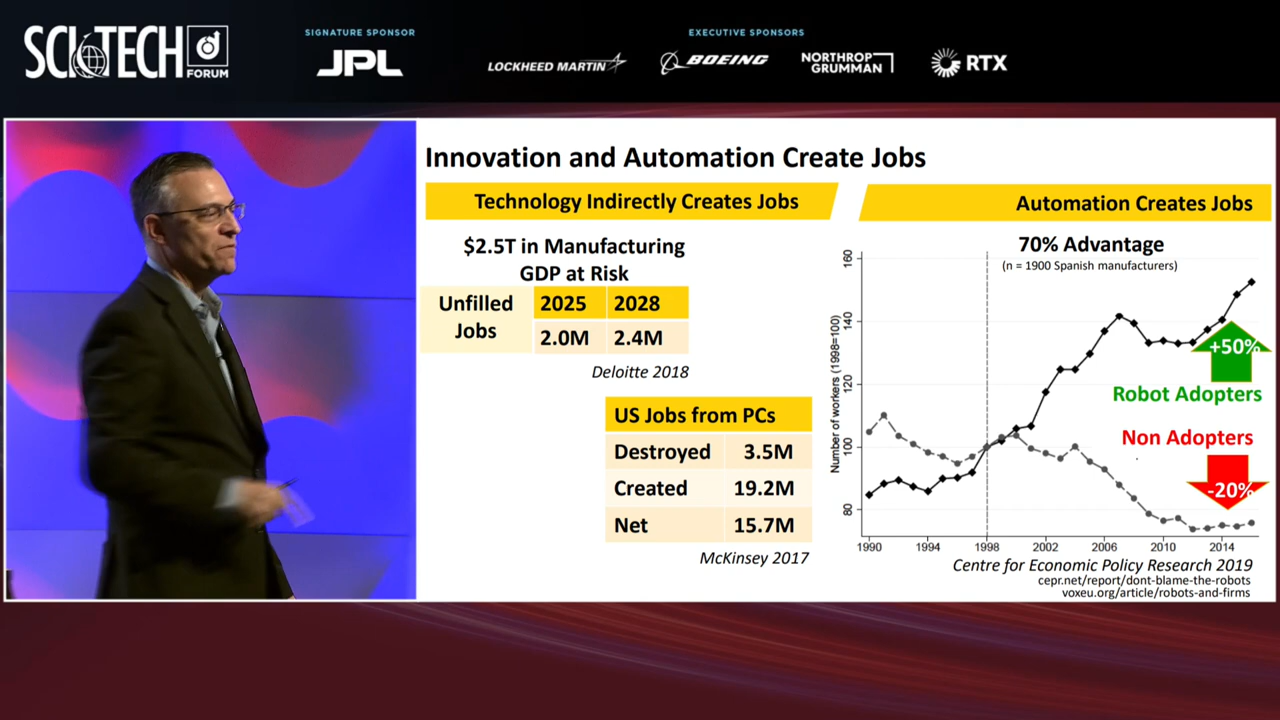 SCITECH
FORUM
SIGNATURE SPONSOR
JPL
EXECUTIVE SPONSORS
LOCKHEED MARTIN
BOEING
NORTHROP
GRUMMAN
RTX
Innovation and Automation Create Jobs
Technology Indirectly Creates Jobs
$2.5T in Manufacturing
GDP at Risk
Unfilled
Jobs
2025 2028
2.0M 2.4M
Deloitte 2018
US Jobs from PCs
Destroyed 3.5M
Created 19.2M
Net 15.7M
McKinsey 2017
Automation Creates Jobs
70% Advantage
(n = 1900 Spanish manufacturers)
Number of workers (1998=100)
160
140
120
100
80
+50%
Robot Adopters
Non Adopters
-20%
1990 1994 1998 2002 2006 2010 2014
Centre for Economic Policy Research 2019
cepr.net/report/dont-blame-the-robots
voxeu.org/article/robots-and-firms